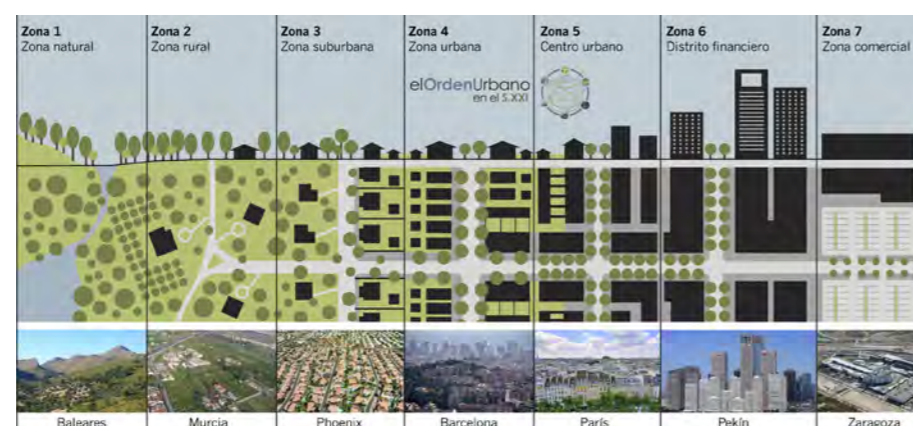 Zona 1
Zona natural
Zona 2
Zona rural
Zona 3
Zona suburbana
Zona 4
Zona urbana
Zona 5
Centro urbano
Zona 6
Distrito financiero
Zona 7
Zona comercial
elOrdenUrbano
en el S.XXI
Baleares
Murcia
Phoenix
Barcelona
París
Pekín
Zaragoza